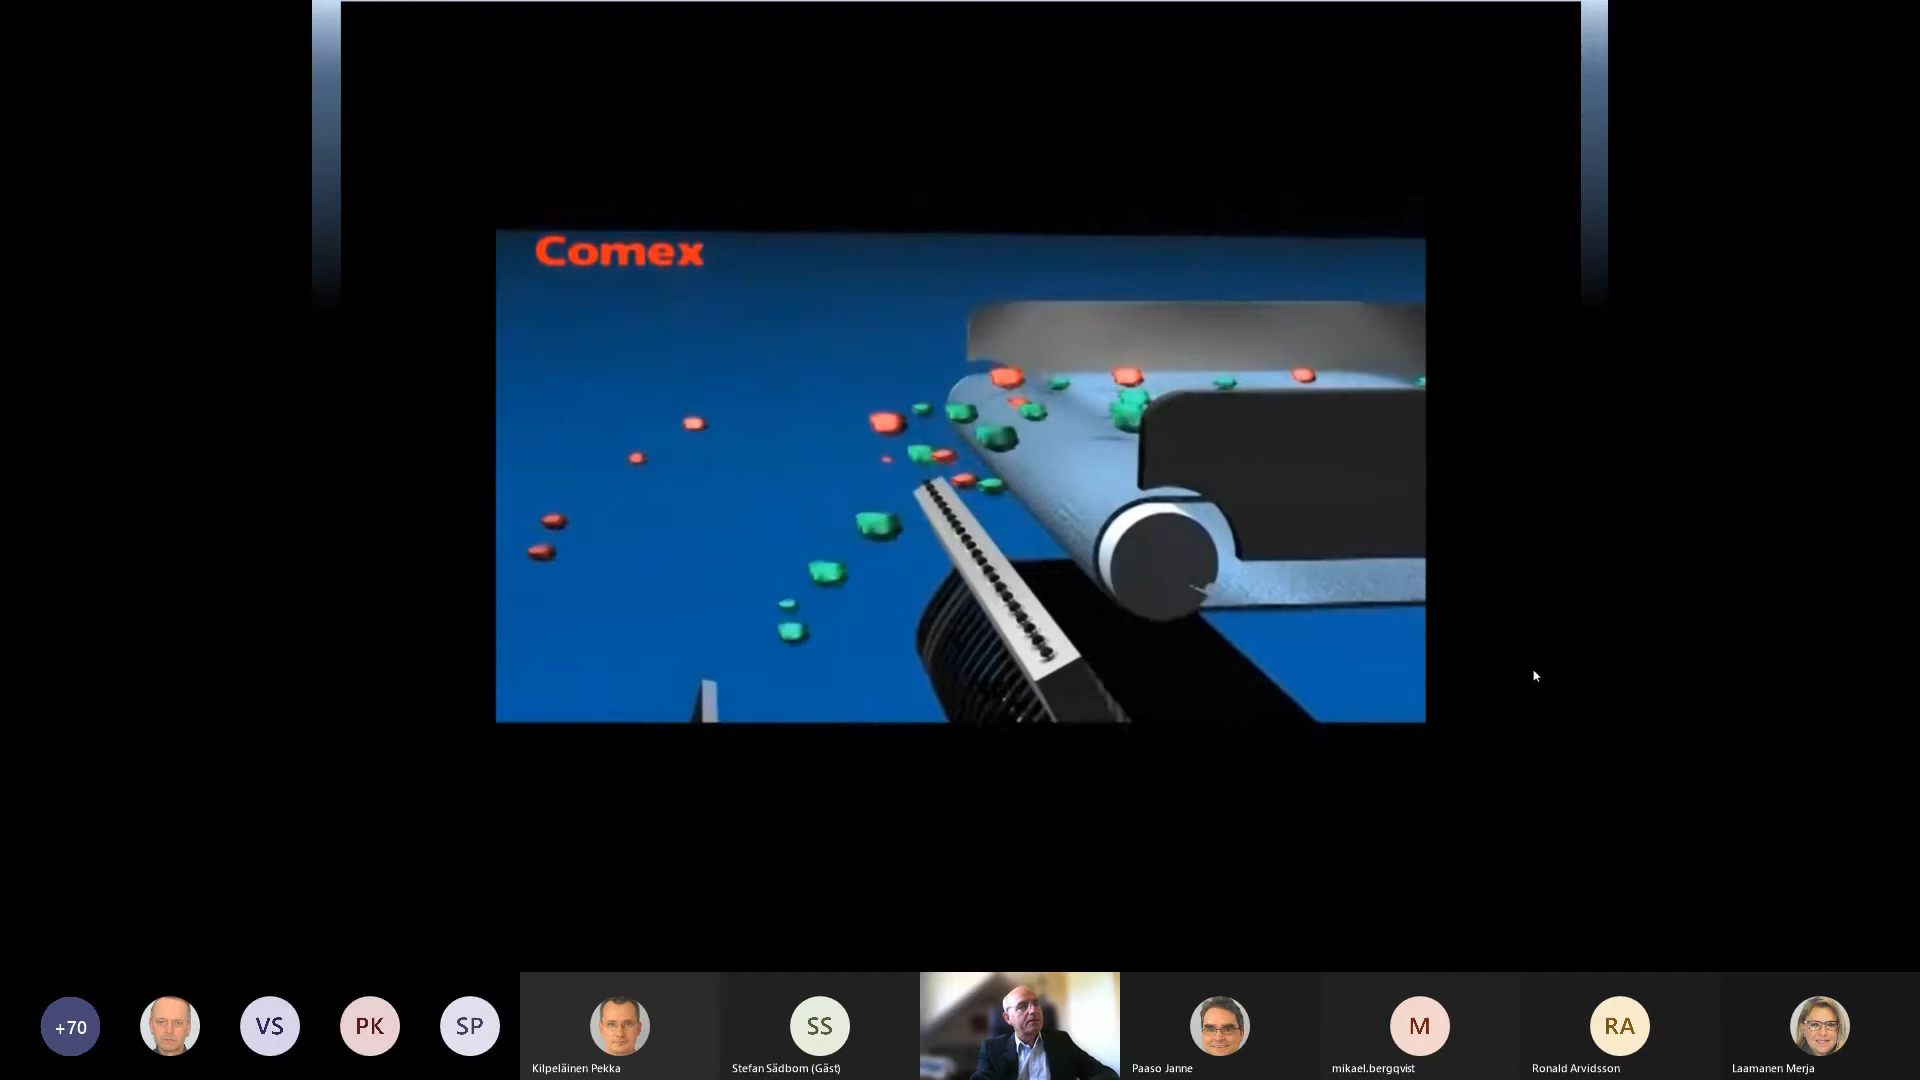 Comex
+70
VS
PK
SP
SS
M
RA
Kilpeläinen Pekka
Stefan Sädbom (Gäst)
Paaso Janne
mikael.bergqvist
Ronald Arvidsson
Laamanen Merja